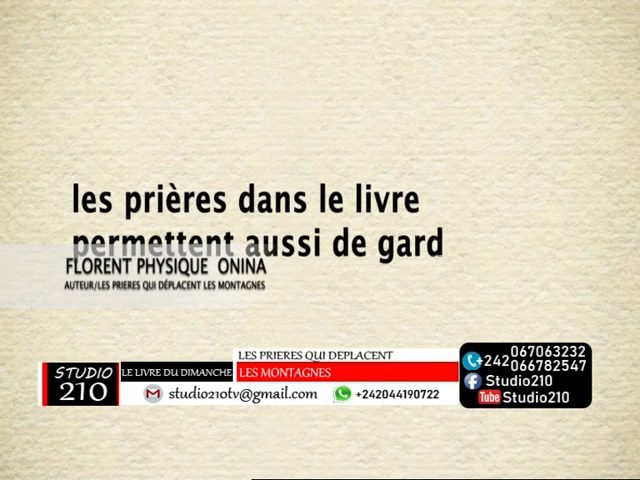 les prières dans le livre
permettent aussi de gard
FLORENT PHYSIQUE ONINA
AUTEUR/LES PRIERES QUI DÉPLACENT LES MONTAGNES
LES PRIERES QUI DEPLACENT
STUDIO
210
LE LIVRE DU DIMANCHE
LES MONTAGNES
studio210tv@gmail.com
+242044190722
+242
067063232
066782547
Studio210
Tube Studio210